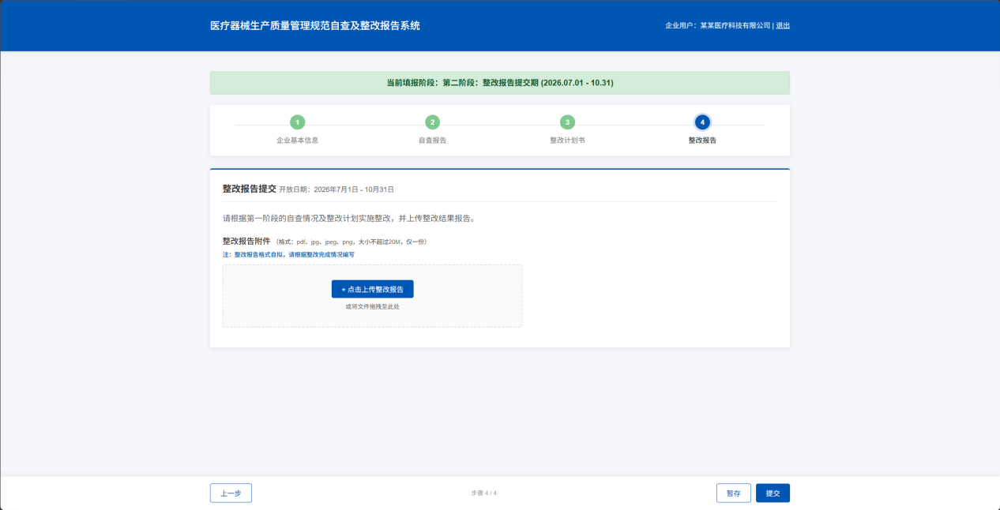 医疗器械生产质量管理规范自查及整改报告系统
企业用户：某某医疗科技有限公司 | 退出
当前填报阶段：第二阶段：整改报告提交期 (2026.07.01 - 10.31)
1 2 3 4
企业基本信息 自查报告 整改计划书 整改报告
整改报告提交 开放日期：2026年7月1日 - 10月31日
请根据第一阶段的自查情况及整改计划实施整改，并上传整改结果报告。
整改报告附件 （格式：pdf、jpg、jpeg、png，大小不超过20M，仅一份）
注：整改报告格式自拟，请根据整改完成情况编写
+ 点击上传整改报告
或将文件拖拽至此处
上一步 步骤 4 / 4 暂存 提交